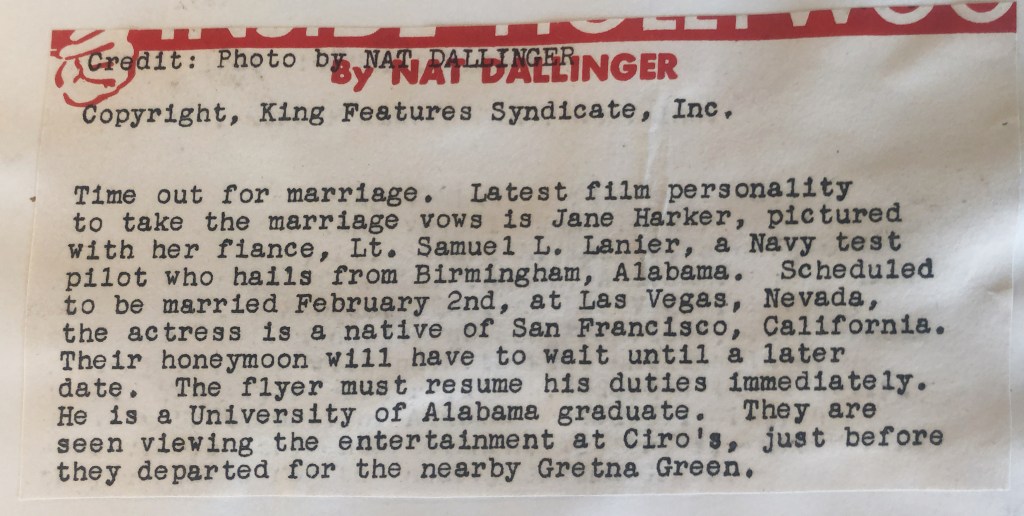 INSIDE HOLLYWOO
Credit: Photo by NAT DALLINGER
By NAT DALLINGER
Copyright, King Features Syndicate, Inc.
Time out for marriage. Latest film personality
to take the marriage vows is Jane Harker, pictured
with her fiance, Lt. Samuel L. Lanier, a Navy test
pilot who hails from Birmingham, Alabama. Scheduled
to be married February 2nd, at Las Vegas, Nevada,
the actress is a native of San Francisco, California.
Their honeymoon will have to wait until a later
date. The flyer must resume his duties immediately.
He is a University of Alabama graduate. They are
seen viewing the entertainment at Ciro's, just before
they departed for the nearby Gretna Green.